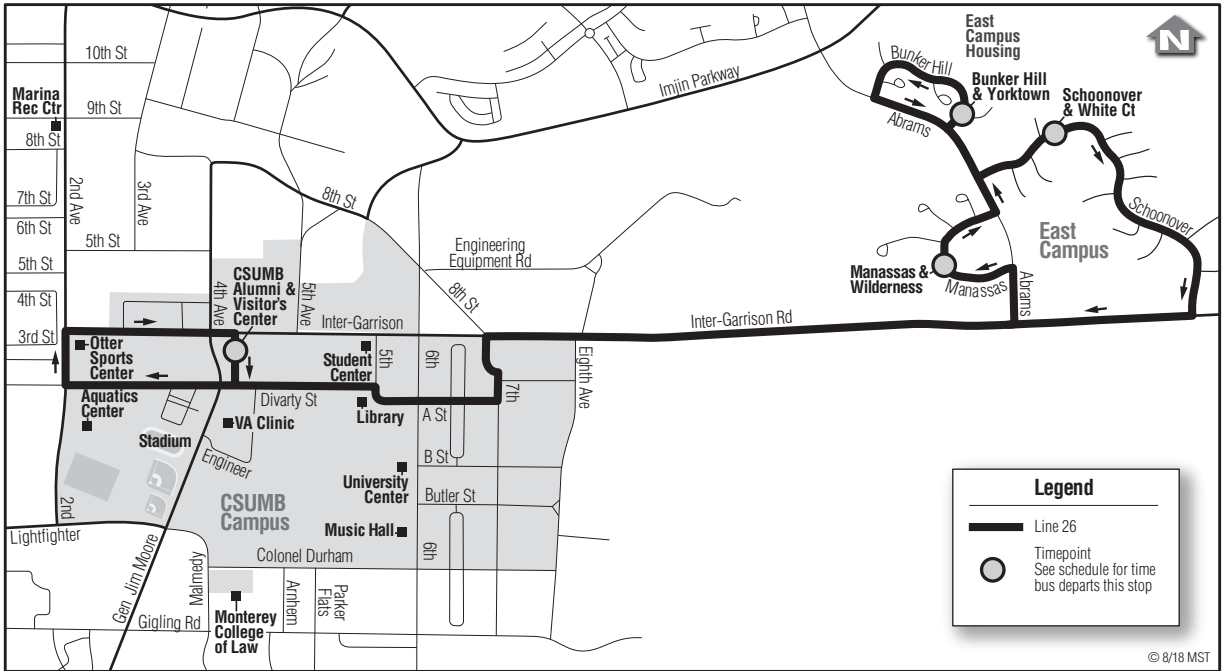 10th St
Marina
Rec Ctr
9th St
8th St
7th St
6th St
5th St
4th St
3rd St
2nd Ave
3rd Ave
5th St
8th St
Imjin Parkway
East
Campus
Housing
N
Bunker Hill
Bunker Hill
& Yorktown
Abrams
Schoonover
& White Ct
Schoonover
East
Campus
Manassas &
Wilderness
Manassas
Abrams
Engineering
Equipment Rd
8th St
4th Ave
CSUMB
Alumni &
Visitor's
Center
5th Ave
Inter-Garrison
Inter-Garrison Rd
Otter
Sports
Center
Student
Center
5th
6th
7th
Eighth Ave
Aquatics
Center
Divarty St
Library
A St
VA Clinic
Stadium
Engineer
B St
University
Center
Butler St
CSUMB
Campus
Music Hall
2nd
Lightfighter
Gen Jim Moore
Malmedy
Colonel Durham
6th
Arnhem
Parker
Flats
Gigling Rd
Monterey
College
of Law
Legend
Line 26
Timepoint
See schedule for time
bus departs this stop
© 8/18 MST